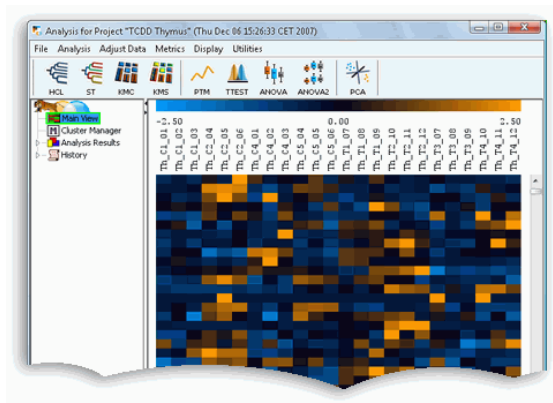 Analysis for Project "TCDD Thymus" (Thu Dec 06 15:26:33 CET 2007)
File Analysis Adjust Data Metrics Display Utilities
HCL ST KMC KMS PTM TTEST ANOVA ANOVA2 PCA
Main View
Cluster Manager
Analysis Results
History
-2.50 0.00 2.50
Th_C1_01
Th_C1_02
Th_C1_03
Th_C2_04
Th_C2_05
Th_C2_06
Th_C4_01
Th_C4_02
Th_C4_03
Th_C5_04
Th_C5_05
Th_C5_06
Th_T1_07
Th_T1_08
Th_T1_09
Th_T2_10
Th_T2_11
Th_T2_12
Th_T3_07
Th_T3_08
Th_T3_09
Th_T4_10
Th_T4_11
Th_T4_12